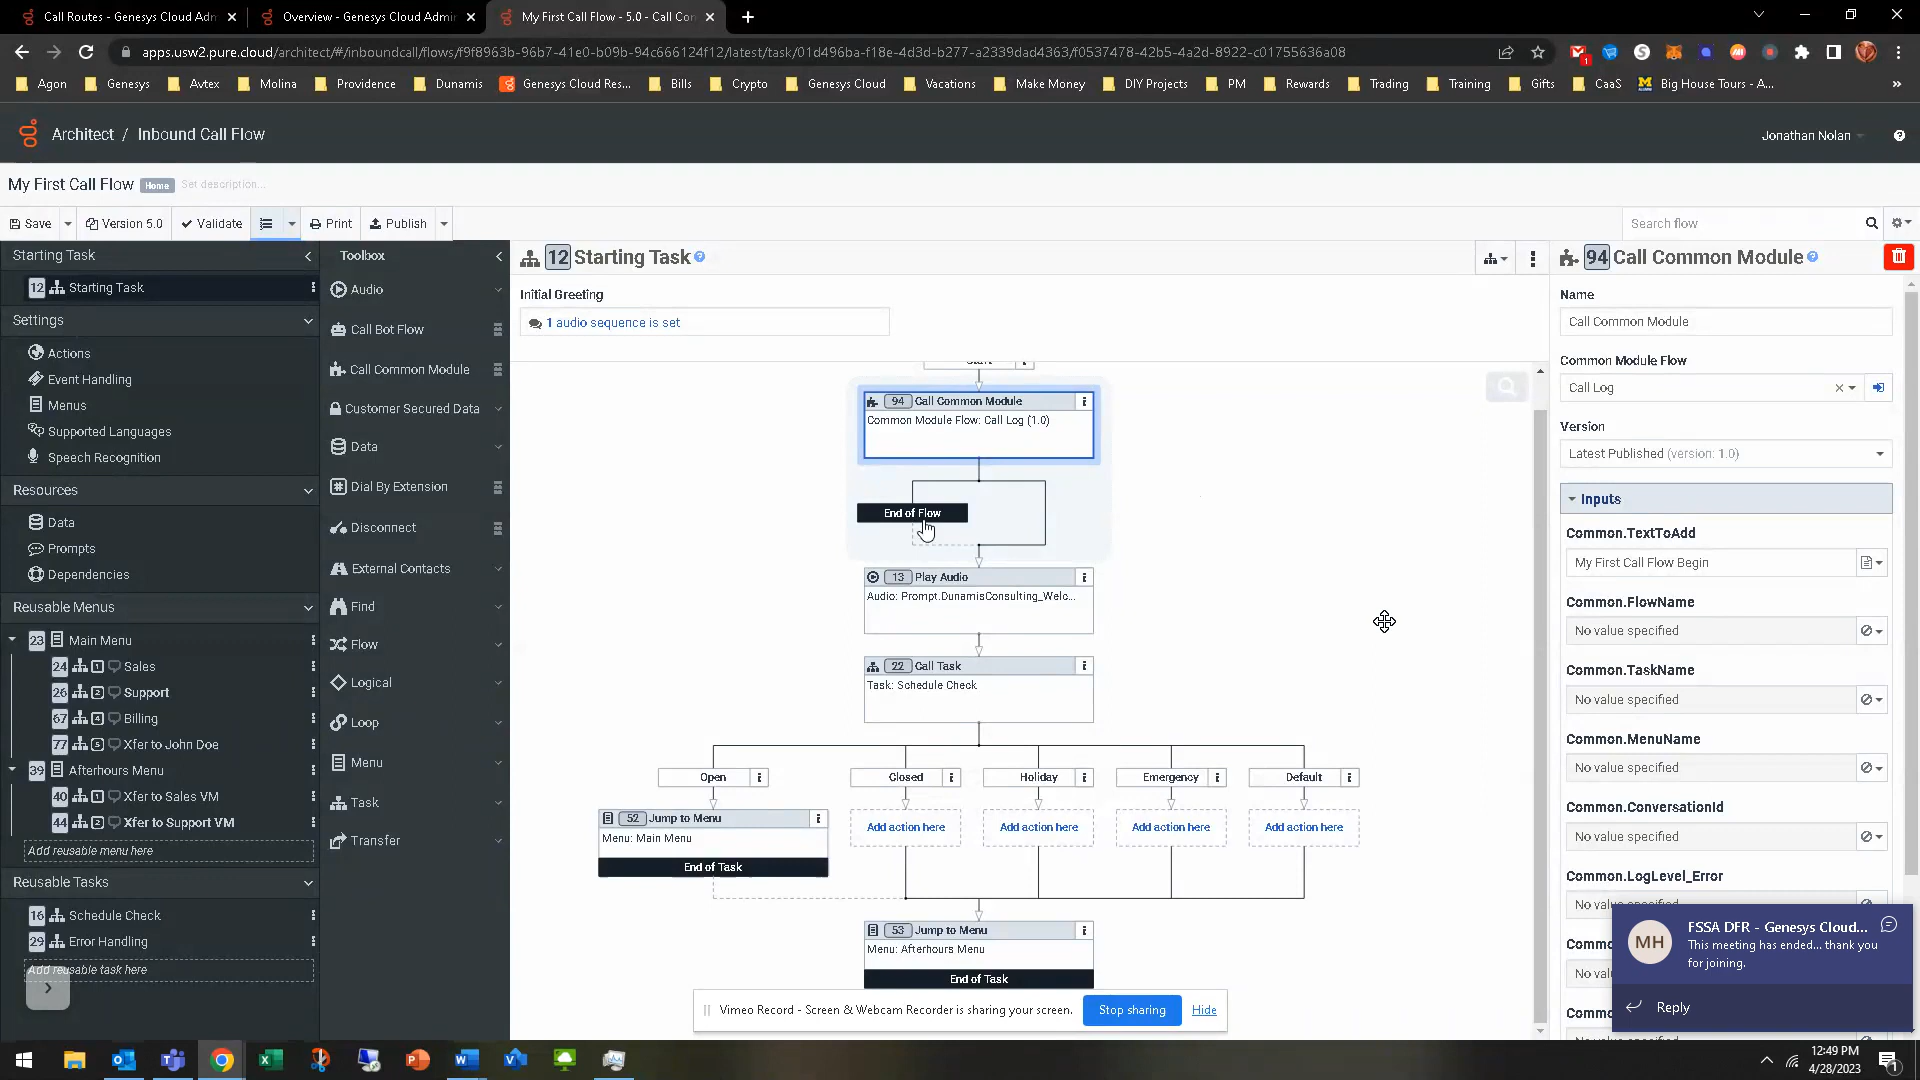 Call Routes - Genesys Cloud Adm
Overview - Genesys Cloud Admin
My First Call Flow - 5.0 - Call Con
apps.usw2.pure.cloud/architect/#/inboundcall/flows/f9f8963b-96b7-41e0-b09b-94c666124f12/latest/task/01d496ba-f18e-4d3d-b277-a2339dad4363/f0537478-42b5-4a2d-8922-c01755636a08
Agon Genesys Avtex Molina Providence Dunamis Genesys Cloud Res... Bills Crypto Genesys Cloud Vacations Make Money DIY Projects PM Rewards Trading Training Gifts CaaS Big House Tours - A... »
Architect / Inbound Call Flow
Jonathan Nolan
My First Call Flow Home Set description...
Save Version 5.0 Validate Print Publish
Search flow
Starting Task
12 Starting Task
Settings
Actions
Event Handling
Menus
Supported Languages
Speech Recognition
Resources
Data
Prompts
Dependencies
Reusable Menus
23 Main Menu
24 1 Sales
26 2 Support
67 4 Billing
77 5 Xfer to John Doe
39 Afterhours Menu
40 1 Xfer to Sales VM
44 2 Xfer to Support VM
Add reusable menu here
Reusable Tasks
16 Schedule Check
29 Error Handling
Add reusable task here
Toolbox
Audio
Call Bot Flow
Call Common Module
Customer Secured Data
Data
Dial By Extension
Disconnect
External Contacts
Find
Flow
Logical
Loop
Menu
Task
Transfer
12 Starting Task
Initial Greeting
1 audio sequence is set
Start
94 Call Common Module
Common Module Flow: Call Log (1.0)
End of Flow
13 Play Audio
Audio: Prompt.DunamisConsulting_Welc...
22 Call Task
Task: Schedule Check
Open Closed Holiday Emergency Default
52 Jump to Menu
Menu: Main Menu
End of Task
Add action here Add action here Add action here Add action here
53 Jump to Menu
Menu: Afterhours Menu
End of Task
94 Call Common Module
Name
Call Common Module
Common Module Flow
Call Log
Version
Latest Published (version: 1.0)
Inputs
Common.TextToAdd
My First Call Flow Begin
Common.FlowName
No value specified
Common.TaskName
No value specified
Common.MenuName
No value specified
Common.ConversationId
No value specified
Common.LogLevel_Error
No value specified
MH
FSSA DFR - Genesys Cloud...
This meeting has ended... thank you
for joining.
Reply
Vimeo Record - Screen & Webcam Recorder is sharing your screen. Stop sharing Hide
12:49 PM
4/28/2023
1